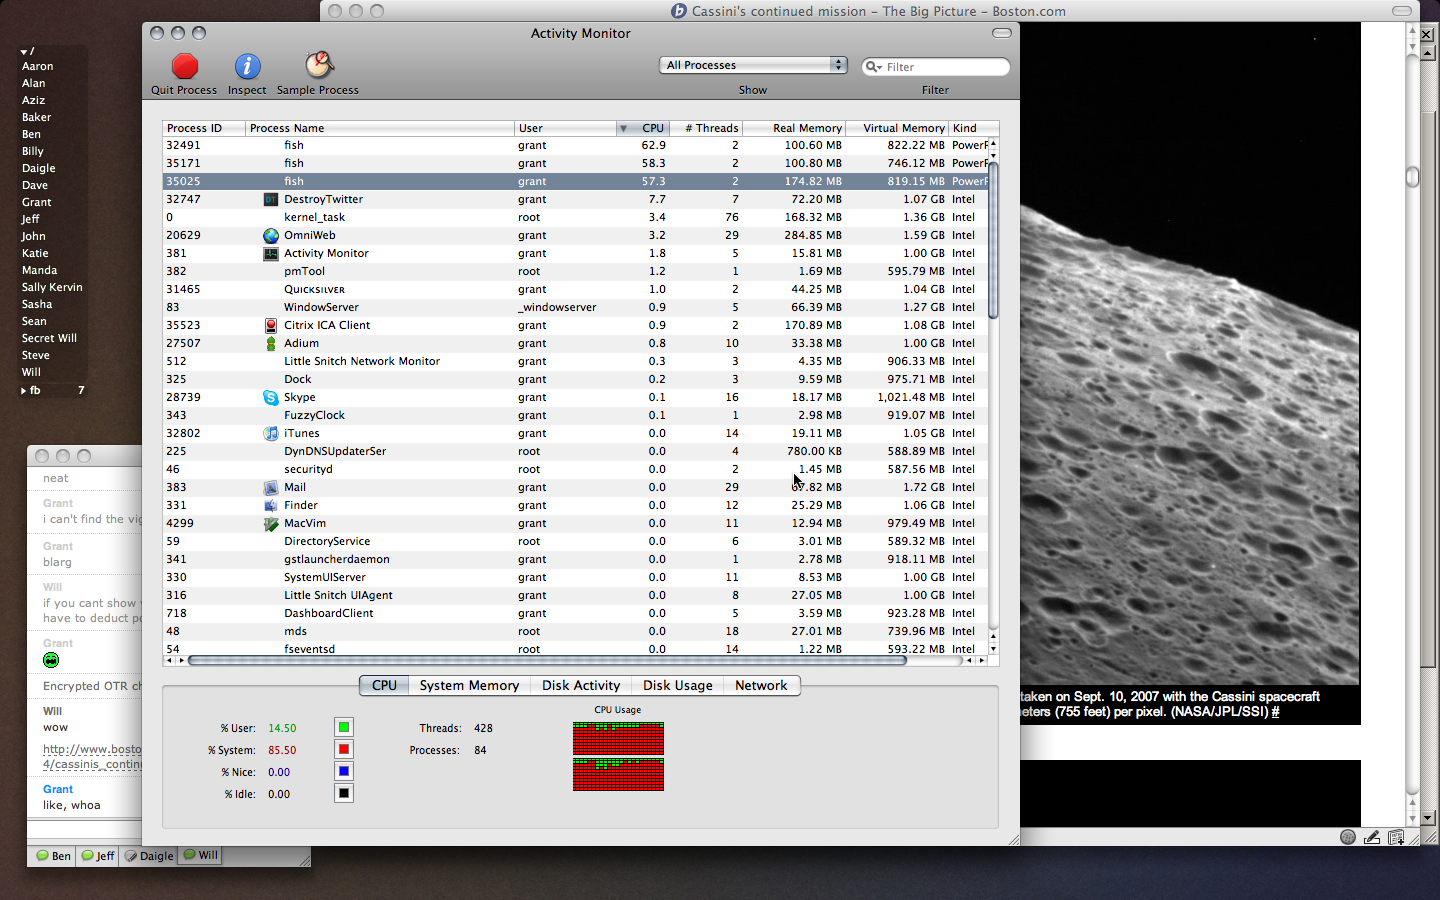 Cassini's continued mission – The Big Picture – Boston.com
Activity Monitor
Quit Process Inspect Sample Process
All Processes
Show
Filter
Filter
Process ID Process Name User CPU # Threads Real Memory Virtual Memory Kind
32491 fish grant 62.9 2 100.60 MB 822.22 MB PowerP
35171 fish grant 58.3 2 100.80 MB 746.12 MB PowerP
35025 fish grant 57.3 2 174.82 MB 819.15 MB PowerP
32747 DestroyTwitter grant 7.7 7 72.20 MB 1.07 GB Intel
0 kernel_task root 3.4 76 168.32 MB 1.36 GB Intel
20629 OmniWeb grant 3.2 29 284.85 MB 1.59 GB Intel
381 Activity Monitor grant 1.8 5 15.81 MB 1.00 GB Intel
382 pmTool root 1.2 1 1.69 MB 595.79 MB Intel
31465 Quicksilver grant 1.0 2 44.25 MB 1.04 GB Intel
83 WindowServer _windowserver 0.9 5 66.39 MB 1.27 GB Intel
35523 Citrix ICA Client grant 0.9 2 170.89 MB 1.08 GB Intel
27507 Adium grant 0.8 10 33.38 MB 1.00 GB Intel
512 Little Snitch Network Monitor grant 0.3 3 4.35 MB 906.33 MB Intel
325 Dock grant 0.2 3 9.59 MB 975.71 MB Intel
28739 Skype grant 0.1 16 18.17 MB 1,021.48 MB Intel
343 FuzzyClock grant 0.1 1 2.98 MB 919.07 MB Intel
32802 iTunes grant 0.0 14 19.11 MB 1.05 GB Intel
225 DynDNSUpdaterSer root 0.0 4 780.00 KB 588.89 MB Intel
46 securityd root 0.0 2 1.45 MB 587.56 MB Intel
383 Mail grant 0.0 29 .82 MB 1.72 GB Intel
331 Finder grant 0.0 12 25.29 MB 1.06 GB Intel
4299 MacVim grant 0.0 11 12.94 MB 979.49 MB Intel
59 DirectoryService root 0.0 6 3.01 MB 589.32 MB Intel
341 gstlauncherdaemon grant 0.0 1 2.78 MB 918.11 MB Intel
330 SystemUIServer grant 0.0 11 8.53 MB 1.00 GB Intel
316 Little Snitch UIAgent grant 0.0 8 27.05 MB 1.00 GB Intel
718 DashboardClient grant 0.0 5 3.59 MB 923.28 MB Intel
48 mds root 0.0 18 27.01 MB 739.96 MB Intel
54 fseventsd root 0.0 14 1.22 MB 593.22 MB Intel
CPU System Memory Disk Activity Disk Usage Network
% User: 14.50
% System: 85.50
% Nice: 0.00
% Idle: 0.00
Threads: 428
Processes: 84
CPU Usage
/
Aaron
Alan
Aziz
Baker
Ben
Billy
Daigle
Dave
Grant
Jeff
John
Katie
Manda
Sally Kervin
Sasha
Sean
Secret Will
Steve
Will
fb 7
neat
Grant
i can't find the vig
Grant
blarg
Will
if you cant show
have to deduct po
Grant
Encrypted OTR ch
Will
wow
http://www.bosto
4/cassinis_contin
Grant
like, whoa
Ben Jeff Daigle Will
taken on Sept. 10, 2007 with the Cassini spacecraft
eters (755 feet) per pixel. (NASA/JPL/SSI) #